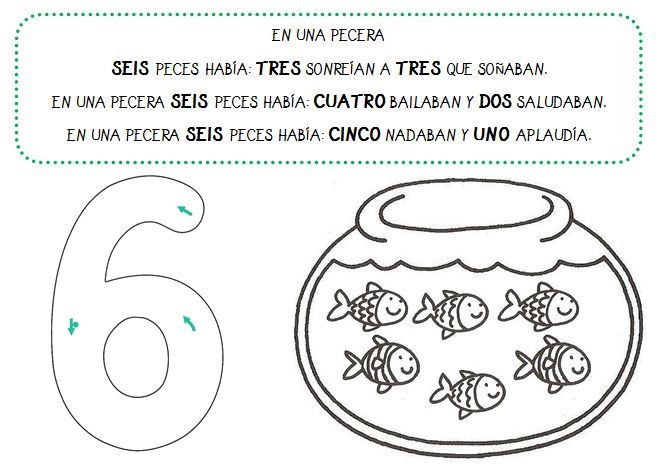 EN UNA PECERA
SEIS PECES HABÍA: TRES SONREÍAN A TRES QUE SOÑABAN.
EN UNA PECERA SEIS PECES HABÍA: CUATRO BAILABAN Y DOS SALUDABAN.
EN UNA PECERA SEIS PECES HABÍA: CINCO NADABAN Y UNO APLAUDÍA.
6